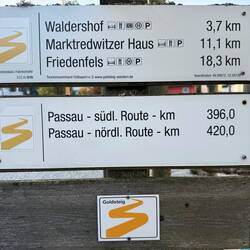 Waldershof 3,7 km
Marktredwitzer Haus 11,1 km
Friedenfels 18,3 km
Passau - südl. Route - km 396,0
Passau - nördl. Route - km 420,0
Goldsteig